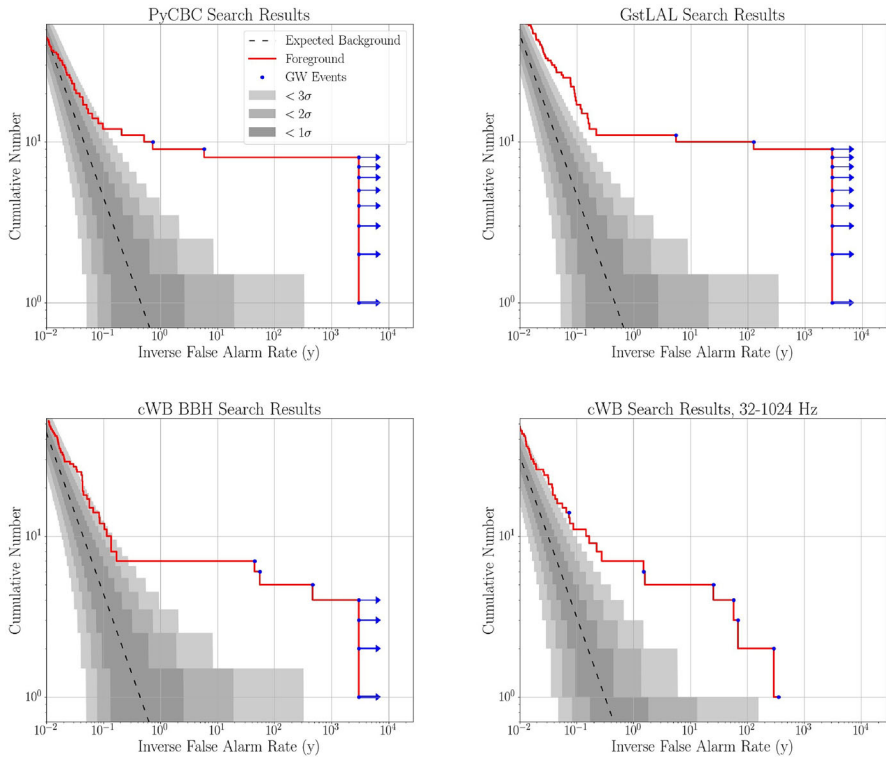 PyCBC Search Results
Cumulative Number
10¹
10⁰
Expected Background
Foreground
GW Events
< 3σ
< 2σ
< 1σ
10⁻² 10⁻¹ 10⁰ 10¹ 10² 10³ 10⁴
Inverse False Alarm Rate (y)
GstLAL Search Results
Cumulative Number
10¹
10⁰
10⁻² 10⁻¹ 10⁰ 10¹ 10² 10³ 10⁴
Inverse False Alarm Rate (y)
cWB BBH Search Results
Cumulative Number
10¹
10⁰
10⁻² 10⁻¹ 10⁰ 10¹ 10² 10³ 10⁴
Inverse False Alarm Rate (y)
cWB Search Results, 32-1024 Hz
Cumulative Number
10¹
10⁰
10⁻² 10⁻¹ 10⁰ 10¹ 10² 10³ 10⁴
Inverse False Alarm Rate (y)